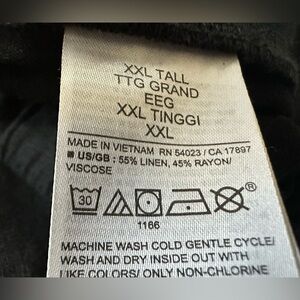 XXL TALL
TTG GRAND
EEG
XXL TINGGI
XXL
MADE IN VIETNAM RN 54023 / CA 17897
■ US/GB : 55% LINEN, 45% RAYON/
VISCOSE
30
1166
MACHINE WASH COLD GENTLE CYCLE/
WASH AND DRY INSIDE OUT WITH
LIKE COLORS/ ONLY NON-CHLORINE